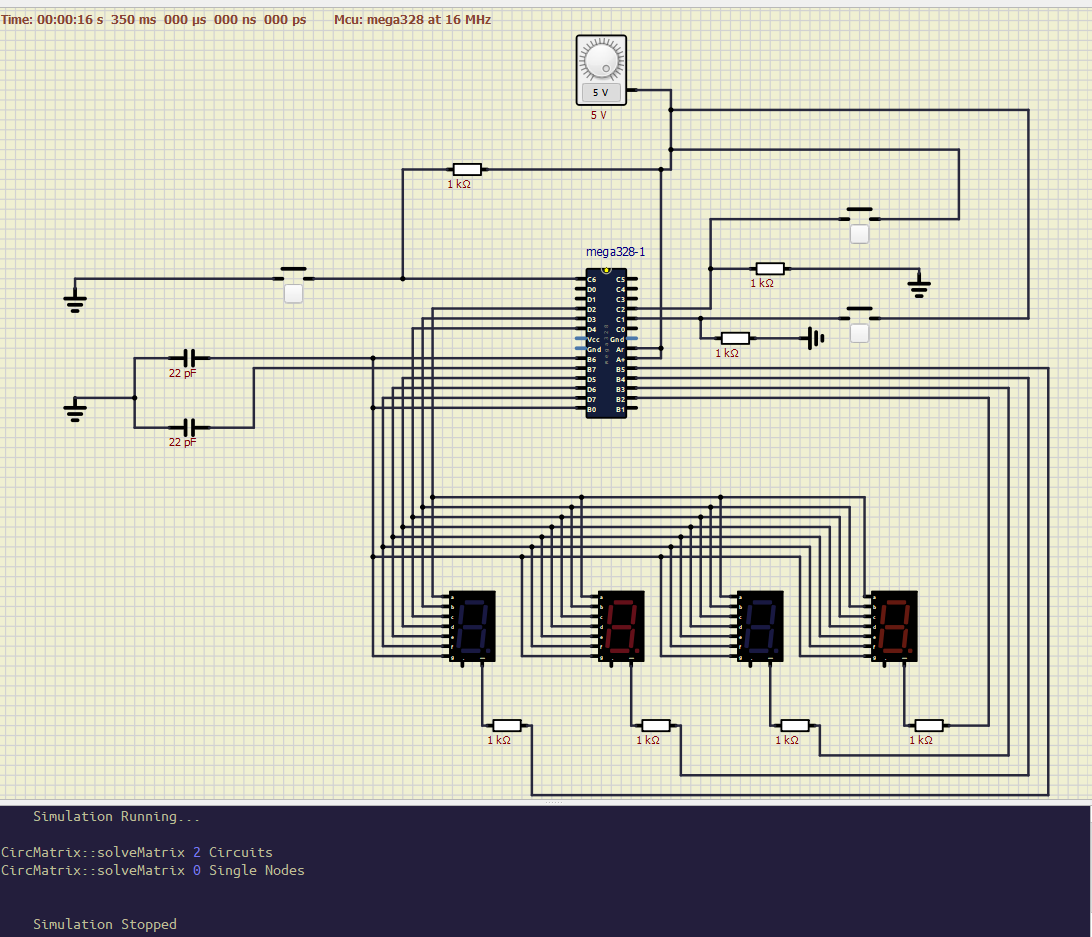 Time: 00:00:16 s 350 ms 000 µs 000 ns 000 ps Mcu: mega328 at 16 MHz
5 V
5 V
1 kΩ
mega328-1
1 kΩ
1 kΩ
C6 C5
D0 C4
D1 C3
D2 C2
D3 C1
D4 C0
Vcc Gnd
Gnd Ar
B6 A+
B7 B5
D5 B4
D6 B3
D7 B2
B0 B1
22 pF
22 pF
a a a a
b b b b
c c c c
d d d d
e e e e
f f f f
g g g g
1 kΩ 1 kΩ 1 kΩ 1 kΩ
Simulation Running...
CircMatrix::solveMatrix 2 Circuits
CircMatrix::solveMatrix 0 Single Nodes
Simulation Stopped